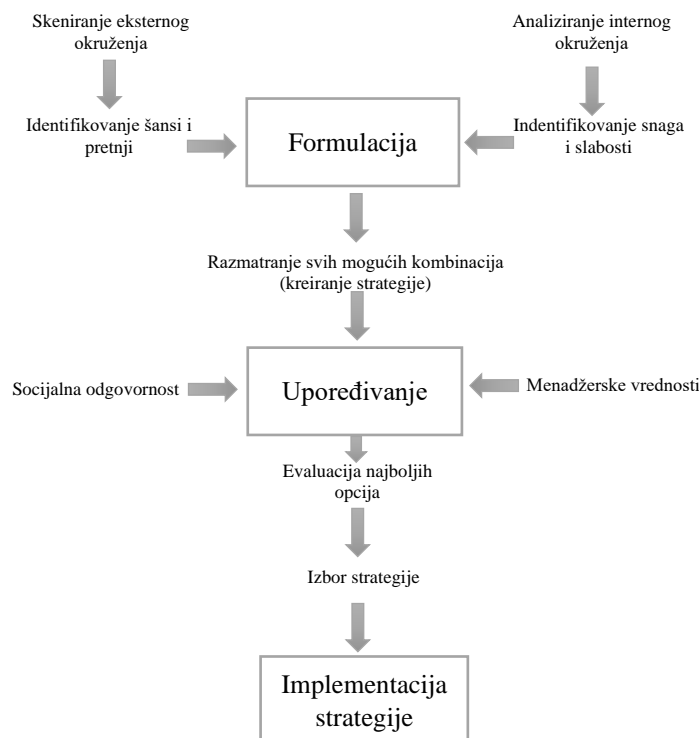 Skeniranje eksternog
okruženja
Analiziranje internog
okruženja
Identifikovanje šansi i
pretnji
Formulacija
Indentifikovanje snaga
i slabosti
Razmatranje svih mogućih kombinacija
(kreiranje strategije)
Socijalna odgovornost
Upoređivanje
Menadžerske vrednosti
Evaluacija najboljih
opcija
Izbor strategije
Implementacija
strategije